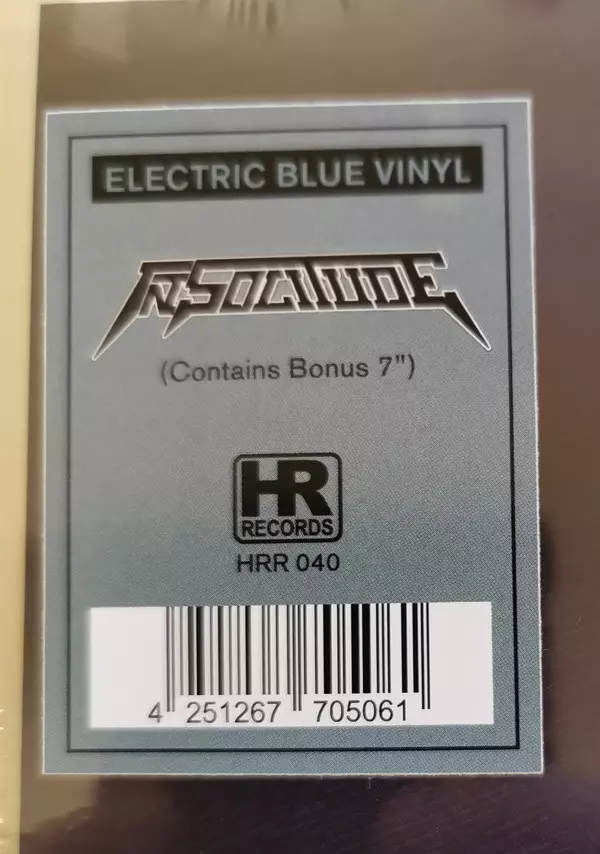 ELECTRIC BLUE VINYL
IN SOLITUDE
(Contains Bonus 7")
HR
RECORDS
HRR 040
4 251267 705061